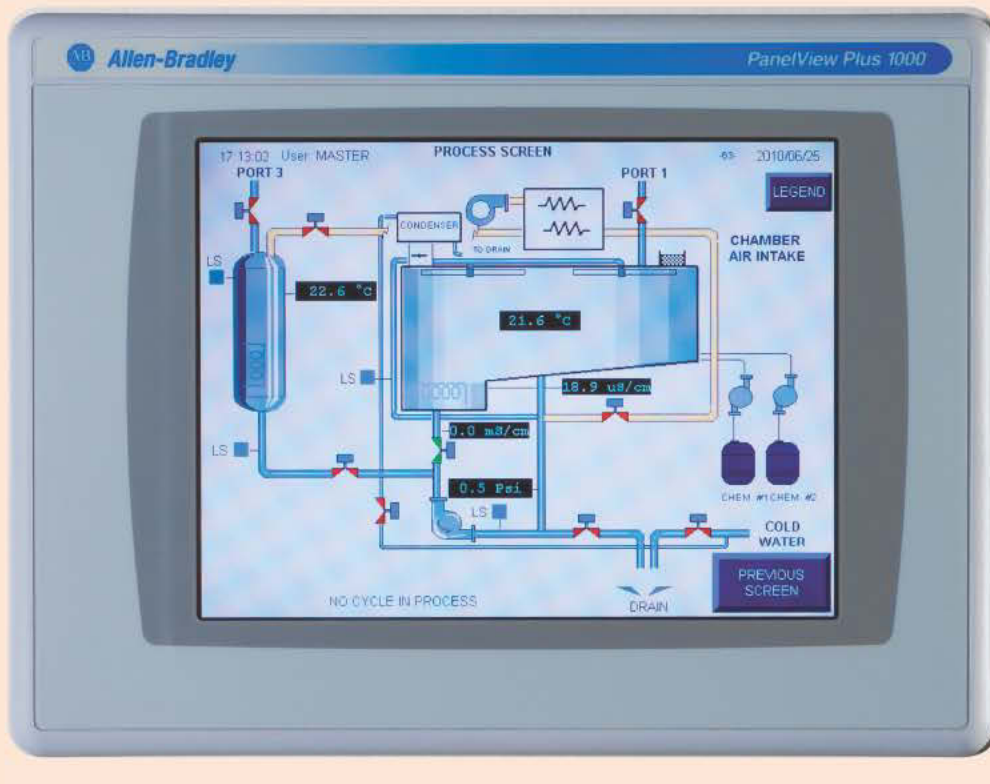 AB Allen-Bradley
PanelView Plus 1000
17:13:02 User: MASTER
PROCESS SCREEN
-63-
2010/06/25
PORT 3
PORT 1
LEGEND
CONDENSER
TO DRAIN
CHAMBER
AIR INTAKE
LS
22.6 °C
21.6 °C
LS
18.9 uS/cm
0.0 mS/cm
LS
0.5 Psi
LS
CHEM #1 CHEM #2
COLD
WATER
PREVIOUS
SCREEN
NO CYCLE IN PROCESS
DRAIN